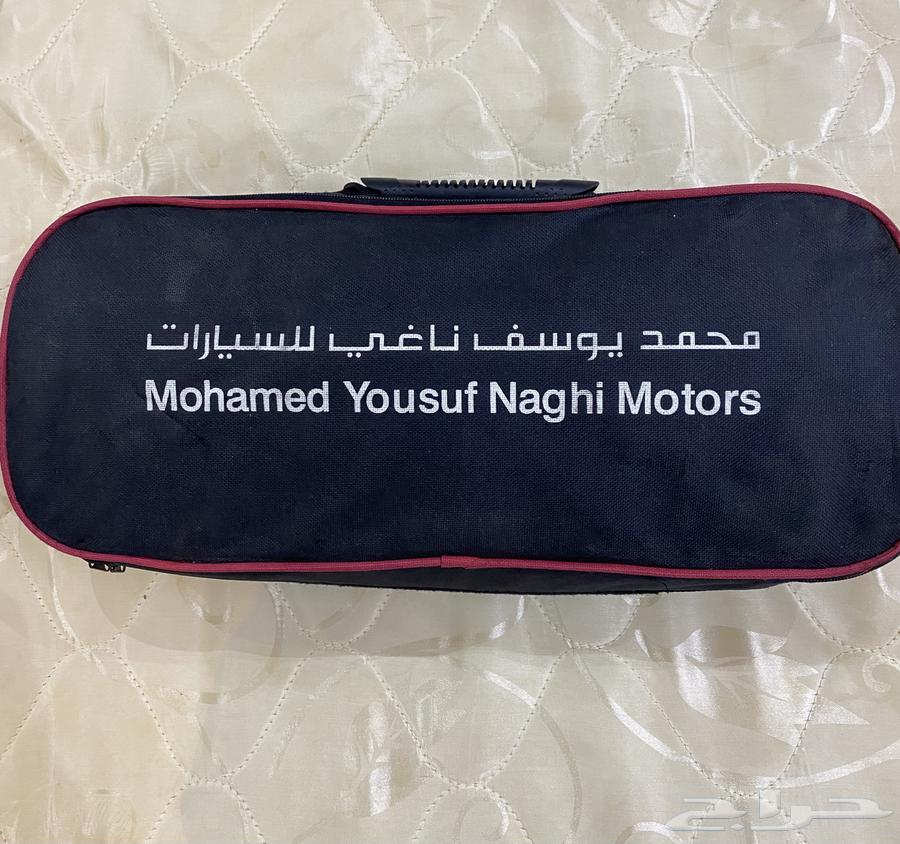 محمد يوسف ناغي للسيارات
Mohamed Yousuf Naghi Motors
حراج